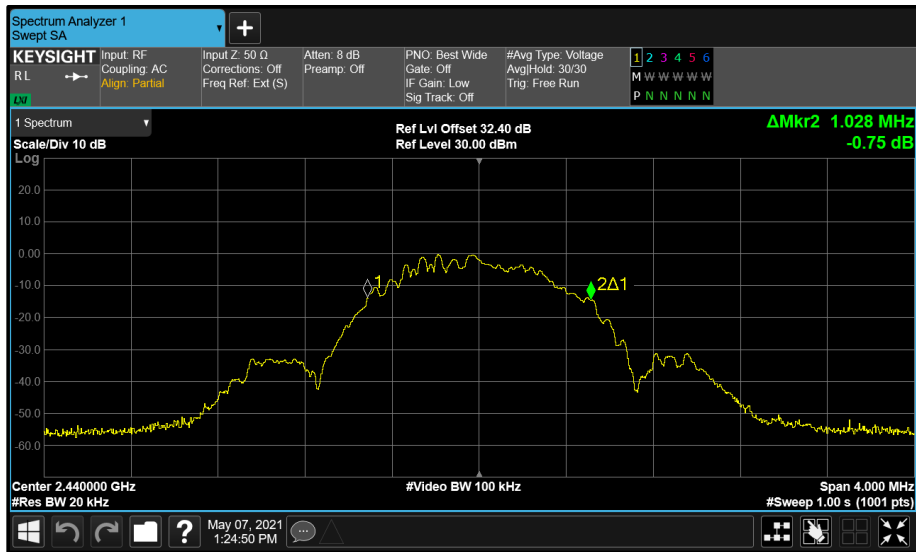 Spectrum Analyzer 1
Swept SA
+
KEYSIGHT
RL
LXI
Input: RF
Coupling: AC
Align: Partial
Input Z: 50 Ω
Corrections: Off
Freq Ref: Ext (S)
Atten: 8 dB
Preamp: Off
PNO: Best Wide
Gate: Off
IF Gain: Low
Sig Track: Off
#Avg Type: Voltage
Avg|Hold: 30/30
Trig: Free Run
1 2 3 4 5 6
M W W W W W
P N N N N N
1 Spectrum
Scale/Div 10 dB
Ref Lvl Offset 32.40 dB
Ref Level 30.00 dBm
ΔMkr2 1.028 MHz
-0.75 dB
Log
20.0
10.0
0.00
-10.0
-20.0
-30.0
-40.0
-50.0
-60.0
1
2Δ1
Center 2.440000 GHz
#Res BW 20 kHz
#Video BW 100 kHz
Span 4.000 MHz
#Sweep 1.00 s (1001 pts)
?
May 07, 2021
1:24:50 PM